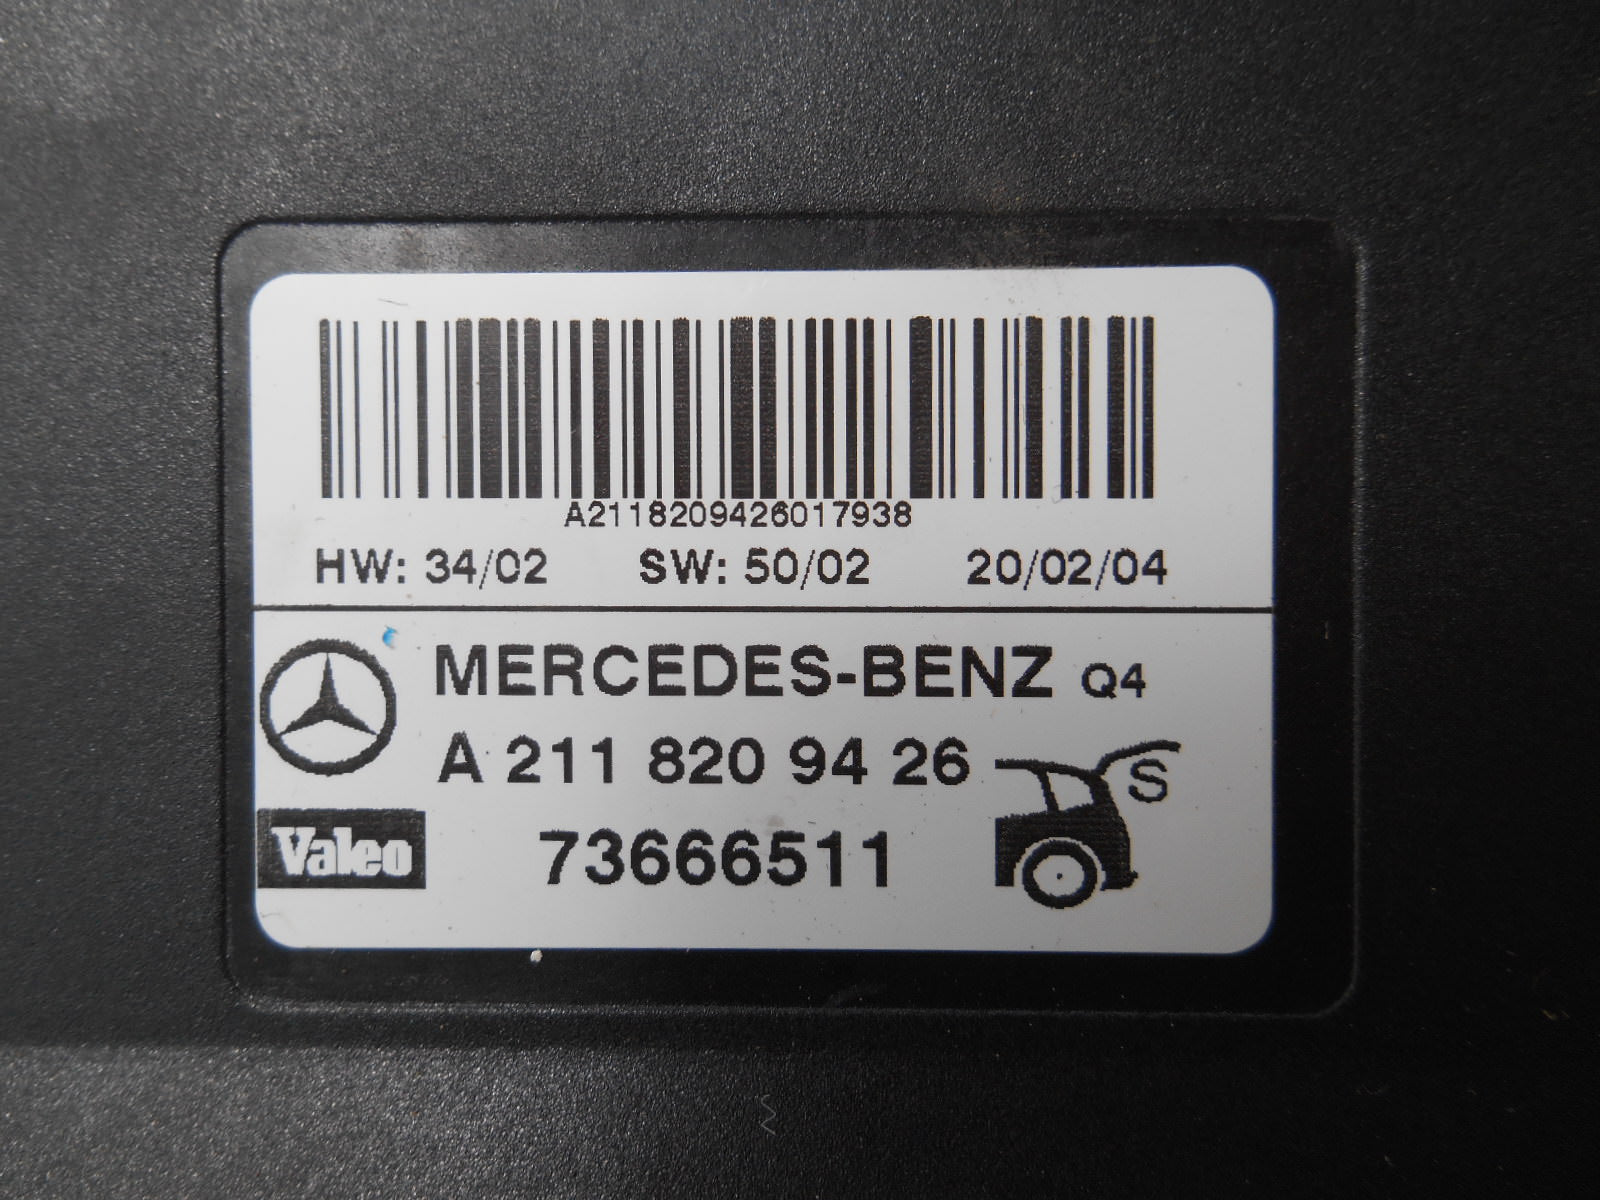 A2118209426017938
HW: 34/02 SW: 50/02 20/02/04
MERCEDES-BENZ Q4
A 211 820 94 26 S
Valeo 73666511